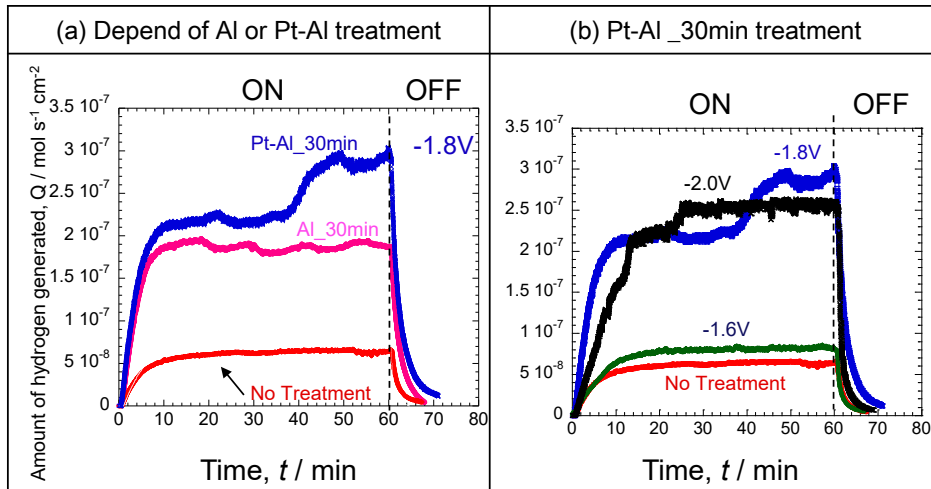 (a) Depend of Al or Pt-Al treatment
Amount of hydrogen generated, Q / mol s⁻¹ cm⁻²
ON
OFF
3.5 10⁻⁷
3 10⁻⁷
2.5 10⁻⁷
2 10⁻⁷
1.5 10⁻⁷
1 10⁻⁷
5 10⁻⁸
0
Pt-Al_30min
-1.8V
Al_30min
No Treatment
0 10 20 30 40 50 60 70 80
Time, t / min
(b) Pt-Al _30min treatment
ON
OFF
3.5 10⁻⁷
3 10⁻⁷
2.5 10⁻⁷
2 10⁻⁷
1.5 10⁻⁷
1 10⁻⁷
5 10⁻⁸
0
-1.8V
-2.0V
-1.6V
No Treatment
0 10 20 30 40 50 60 70 80
Time, t / min